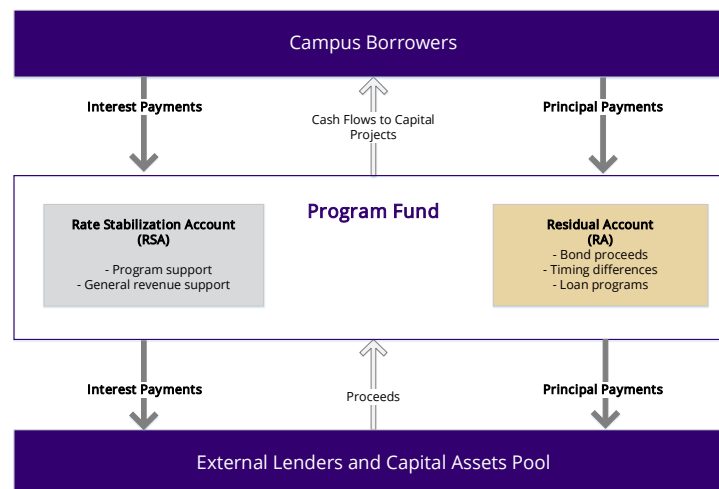 Campus Borrowers
Interest Payments
Cash Flows to Capital
Projects
Principal Payments
Program Fund
Rate Stabilization Account
(RSA)
- Program support
- General revenue support
Residual Account
(RA)
- Bond proceeds
- Timing differences
- Loan programs
Interest Payments
Proceeds
Principal Payments
External Lenders and Capital Assets Pool